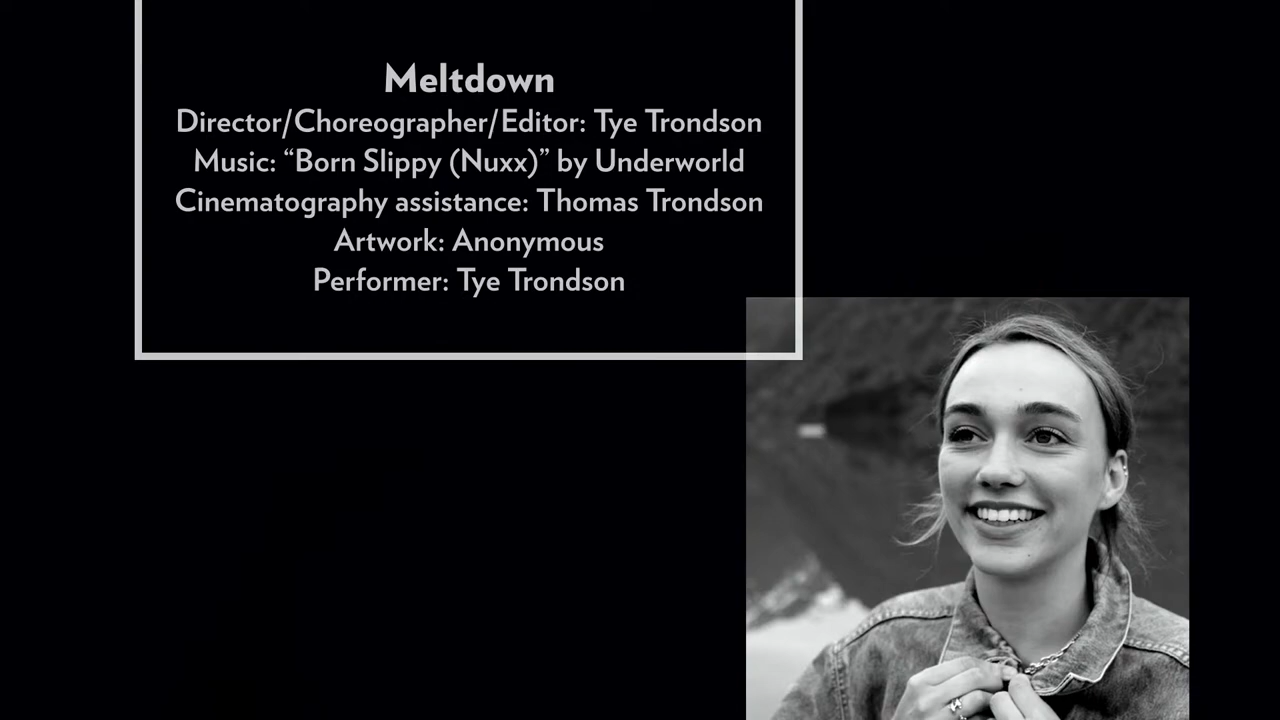 Meltdown
Director/Choreographer/Editor: Tye Trondson
Music: “Born Slippy (Nuxx)” by Underworld
Cinematography assistance: Thomas Trondson
Artwork: Anonymous
Performer: Tye Trondson